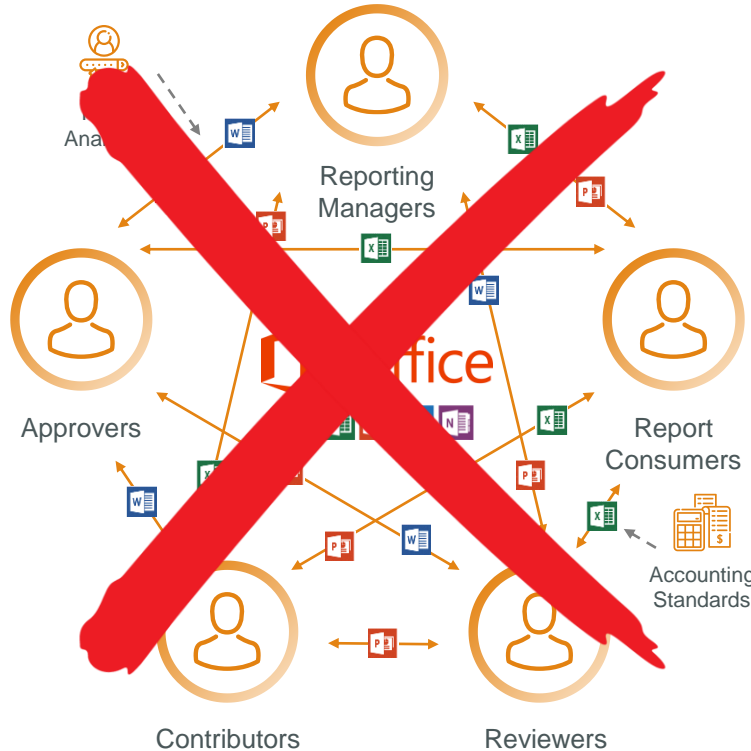 Reporting
Managers
Approvers
Report
Consumers
Accounting
Standards
Contributors
Reviewers